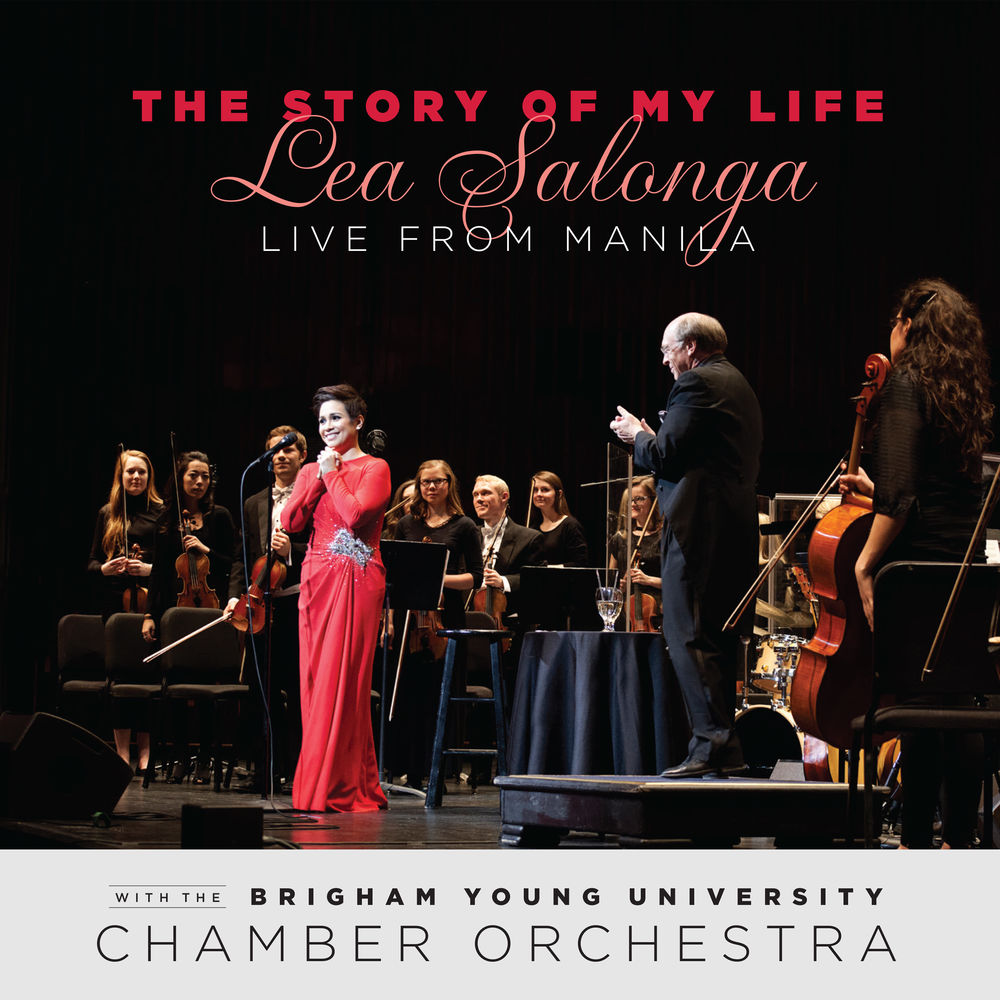 THE STORY OF MY LIFE
Lea Salonga
LIVE FROM MANILA
WITH THE BRIGHAM YOUNG UNIVERSITY
CHAMBER ORCHESTRA